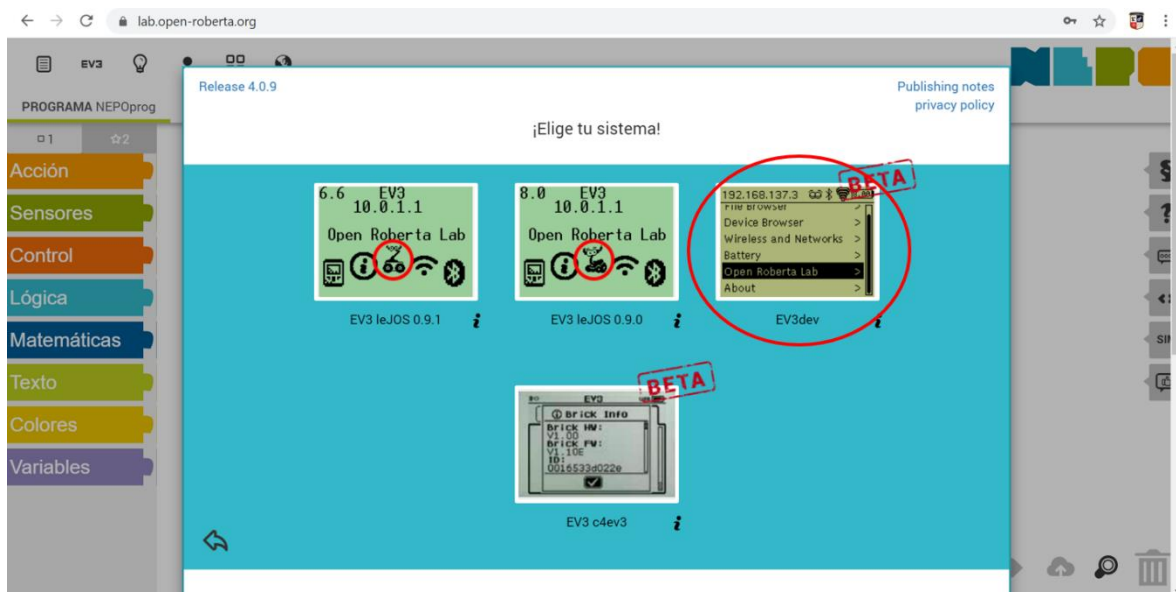 lab.open-roberta.org
EV3
PROGRAMA NEPOprog
1
2
Acción
Sensores
Control
Lógica
Matemáticas
Texto
Colores
Variables
Release 4.0.9
Publishing notes
privacy policy
¡Elige tu sistema!
6.6 EV3
10.0.1.1
Open Roberta Lab
EV3 leJOS 0.9.1 i
8.0 EV3
10.0.1.1
Open Roberta Lab
EV3 leJOS 0.9.0 i
BETA
192.168.137.3
File Browser >
Device Browser >
Wireless and Networks >
Battery >
Open Roberta Lab >
About >
EV3dev i
BETA
EV3
Brick Info
Brick HW:
V1.00
Brick FW:
V1.10E
ID:
0016533d022e
EV3 c4ev3 i